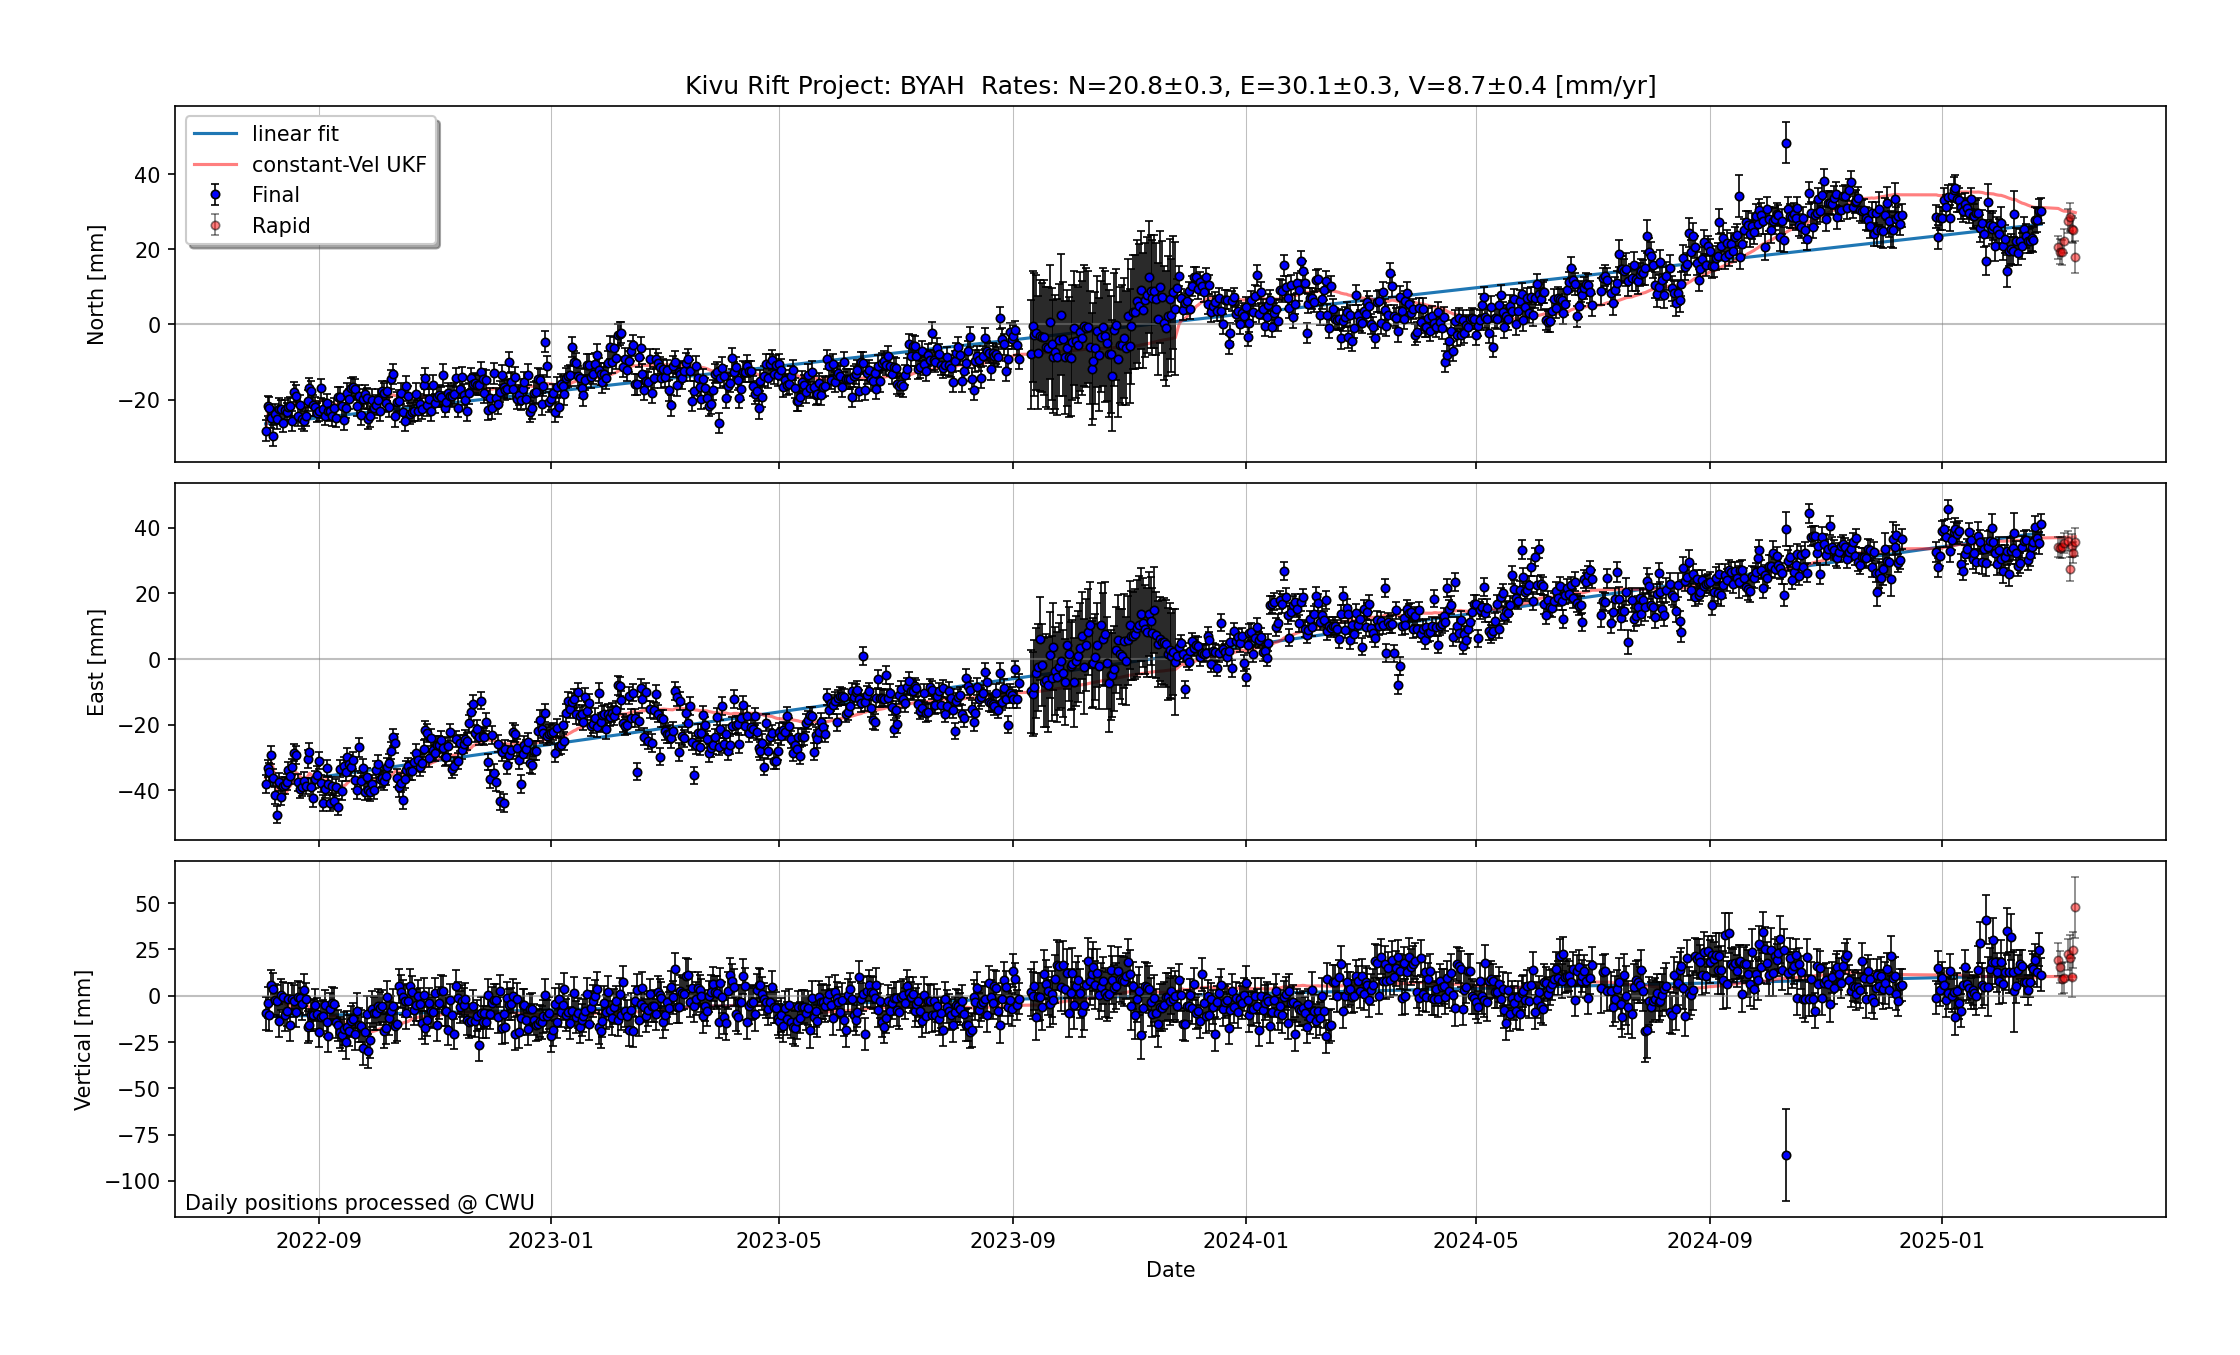 Kivu Rift Project: BYAH  Rates: N=20.8±0.3, E=30.1±0.3, V=8.7±0.4 [mm/yr]
linear fit
constant-Vel UKF
Final
Rapid
North [mm]
40
20
0
−20
East [mm]
40
20
0
−20
−40
Vertical [mm]
50
25
0
−25
−50
−75
−100
Daily positions processed @ CWU
2022-09 2023-01 2023-05 2023-09 2024-01 2024-05 2024-09 2025-01
Date